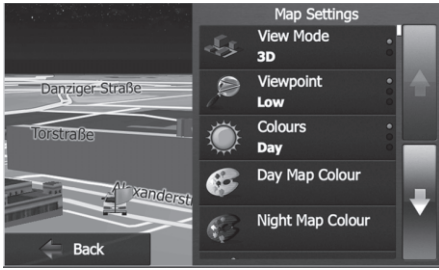 Map Settings
View Mode
3D
Danziger Straße
Viewpoint
Low
Torstraße
Colours
Day
Day Map Colour
Alexanderst
Night Map Colour
Back